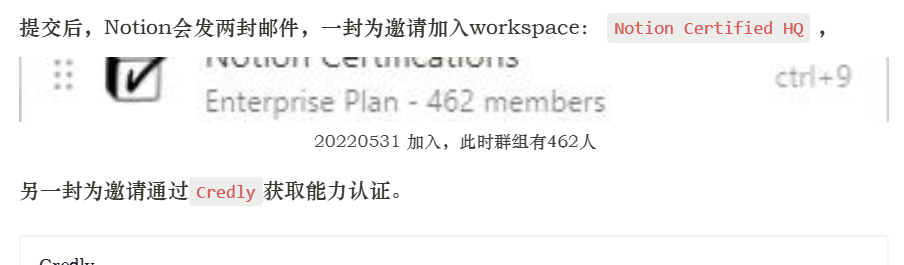 提交后，Notion会发两封邮件，一封为邀请加入workspace： Notion Certified HQ ，
Notion Certifications
ctrl+9
Enterprise Plan - 462 members
20220531 加入，此时群组有462人
另一封为邀请通过 Credly 获取能力认证。
Credly